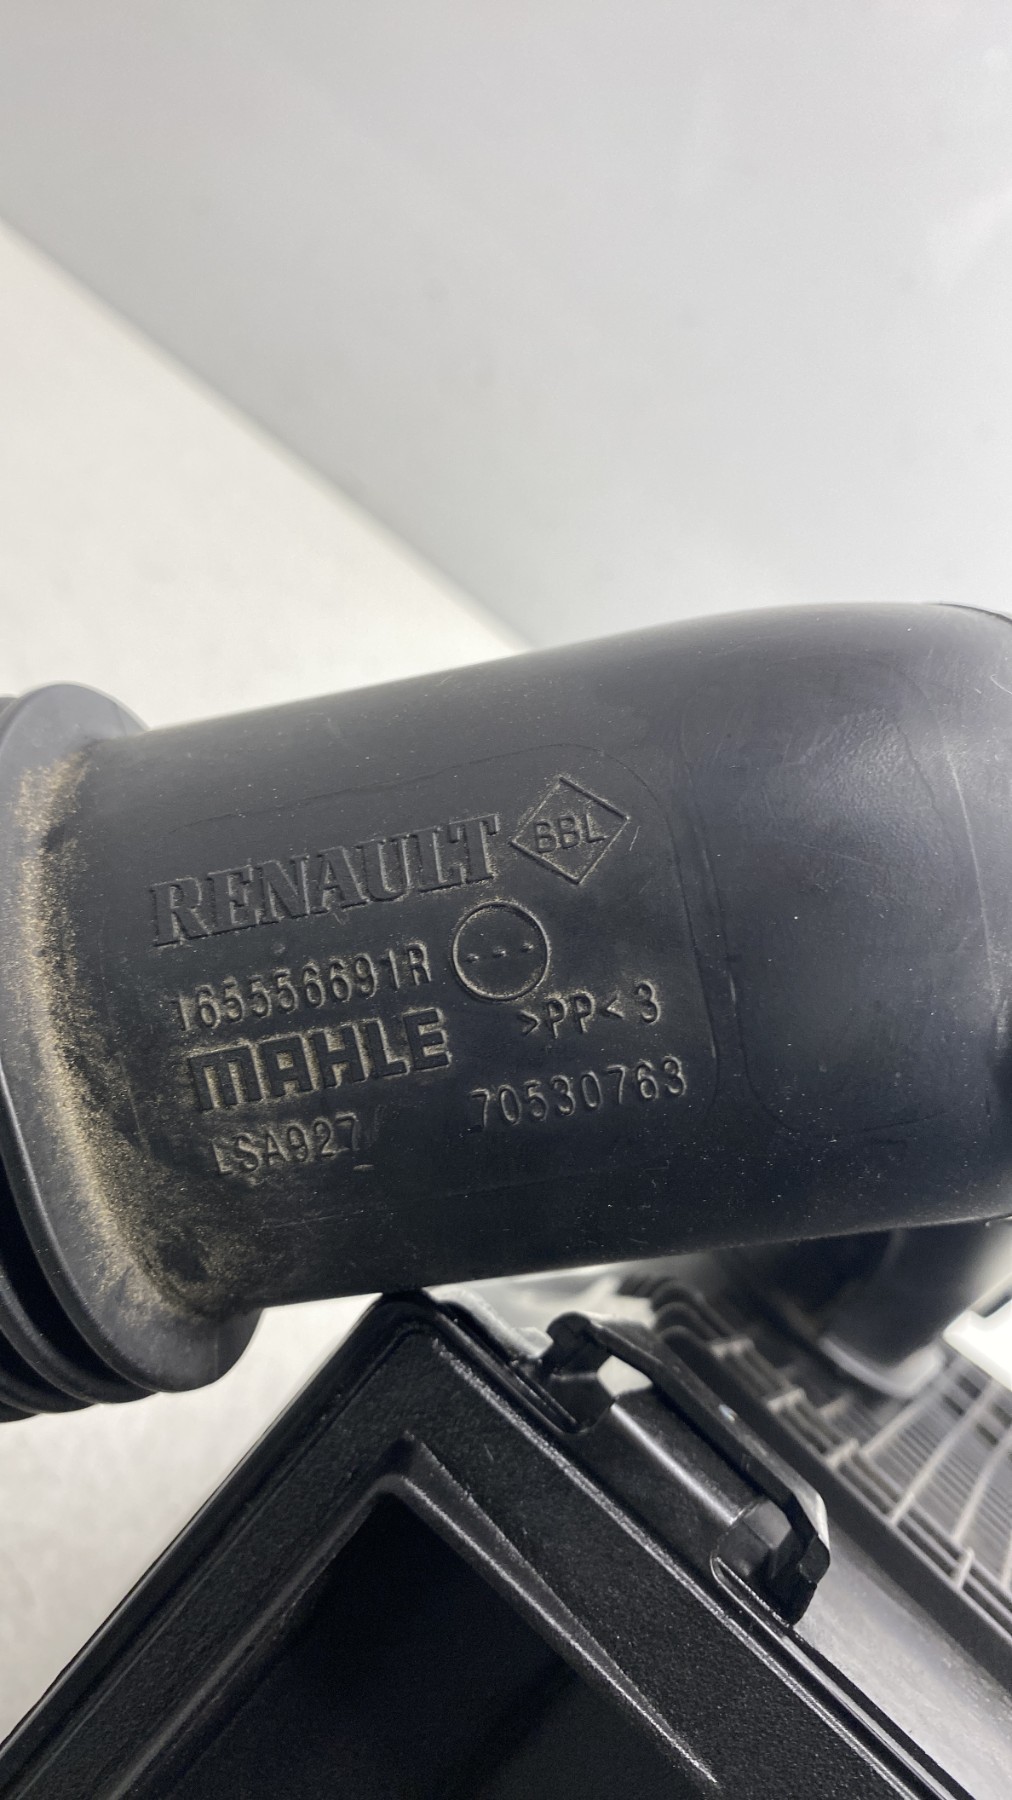 RENAULT BBL
165556691R
MAHLE >PP< 3
LSA927 70530763